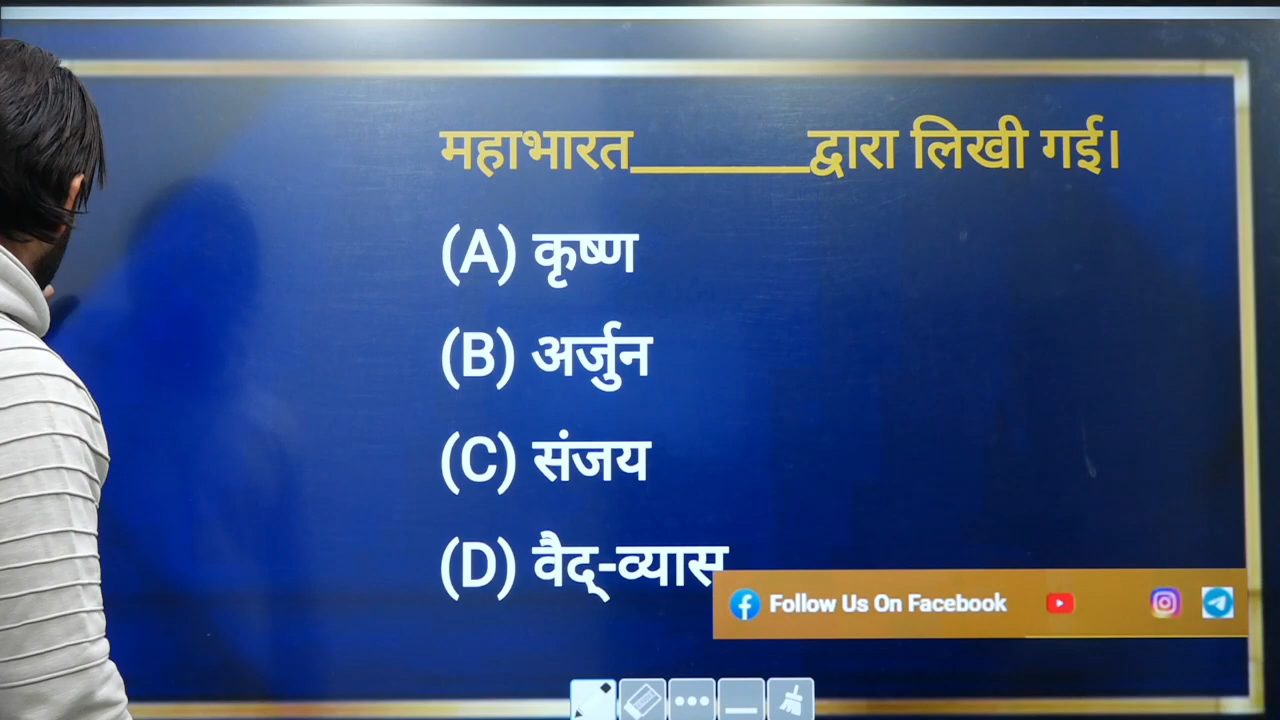 महाभारत______द्वारा लिखी गई।
(A) कृष्ण
(B) अर्जुन
(C) संजय
(D) वैद्-व्यास
Follow Us On Facebook